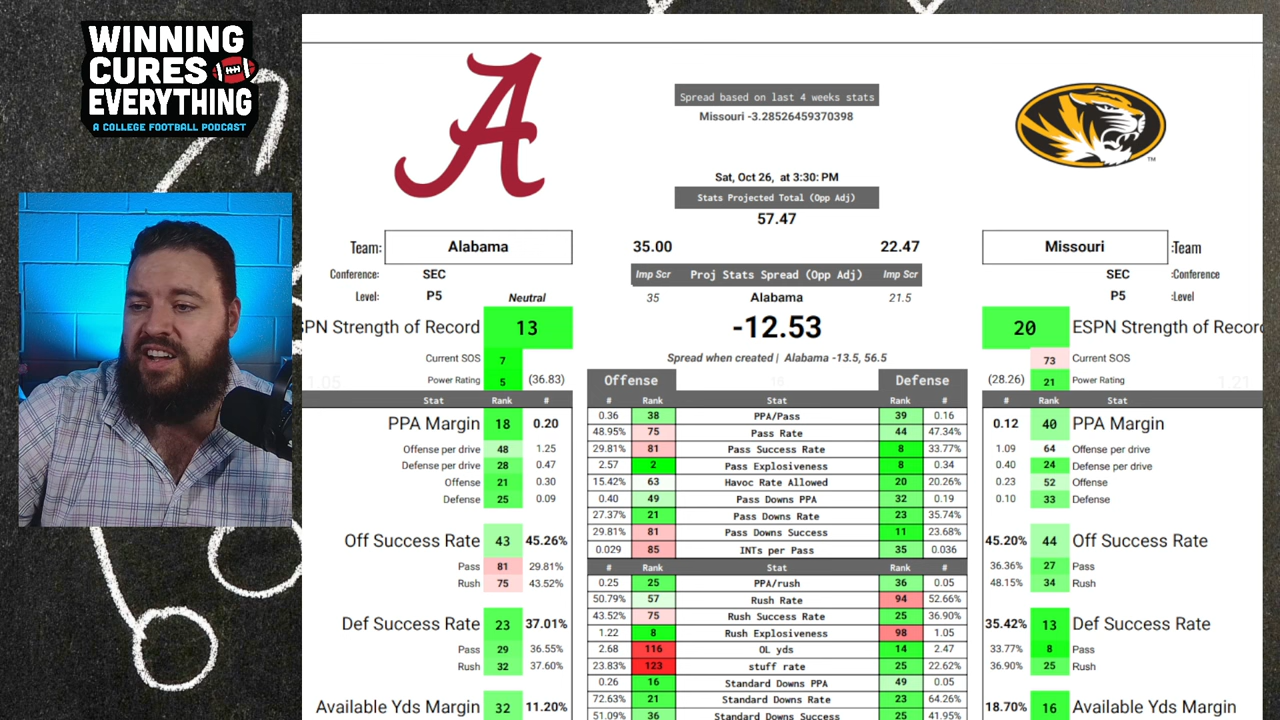 WINNING
CURES
EVERYTHING
A COLLEGE FOOTBALL PODCAST
Spread based on last 4 weeks stats
Missouri -3.28526459370398
TM
Sat, Oct 26, at 3:30: PM
Stats Projected Total (Opp Adj)
57.47
Team: Alabama 35.00 22.47 Missouri :Team
Conference: SEC Imp Scr Proj Stats Spread (Opp Adj) Imp Scr SEC :Conference
Level: P5 Neutral 35 Alabama 21.5 P5 :Level
SPN Strength of Record 13 -12.53 20 ESPN Strength of Record
Current SOS 7 Spread when created | Alabama -13.5, 56.5 73 Current SOS
1.05 Power Rating 5 (36.83) Offense 16 Defense (28.26) 21 Power Rating 1.21
Stat Rank # # Rank Stat Rank # # Rank Stat
PPA Margin 18 0.20 0.36 38 PPA/Pass 39 0.16 0.12 40 PPA Margin
48.95% 75 Pass Rate 44 47.34%
Offense per drive 48 1.25 29.81% 81 Pass Success Rate 8 33.77% 1.09 64 Offense per drive
Defense per drive 28 0.47 2.57 2 Pass Explosiveness 8 0.34 0.40 24 Defense per drive
Offense 21 0.30 15.42% 63 Havoc Rate Allowed 20 20.26% 0.23 52 Offense
Defense 25 0.09 0.40 49 Pass Downs PPA 32 0.19 0.10 33 Defense
27.37% 21 Pass Downs Rate 23 35.74%
Off Success Rate 43 45.26% 29.81% 81 Pass Downs Success 11 23.68% 45.20% 44 Off Success Rate
0.029 85 INTs per Pass 35 0.036
Pass 81 29.81% # Rank Stat Rank # 36.36% 27 Pass
Rush 75 43.52% 0.25 25 PPA/rush 36 0.05 48.15% 34 Rush
50.79% 57 Rush Rate 94 52.66%
Def Success Rate 23 37.01% 43.52% 75 Rush Success Rate 25 36.90% 35.42% 13 Def Success Rate
1.22 8 Rush Explosiveness 98 1.05
Pass 29 36.55% 2.68 116 OL yds 14 2.47 33.77% 8 Pass
Rush 32 37.60% 23.83% 123 stuff rate 25 22.62% 36.90% 25 Rush
0.26 16 Standard Downs PPA 49 0.05
Available Yds Margin 32 11.20% 72.63% 21 Standard Downs Rate 23 64.26% 18.70% 16 Available Yds Margin
51.09% 36 Standard Downs Success 25 41.95%